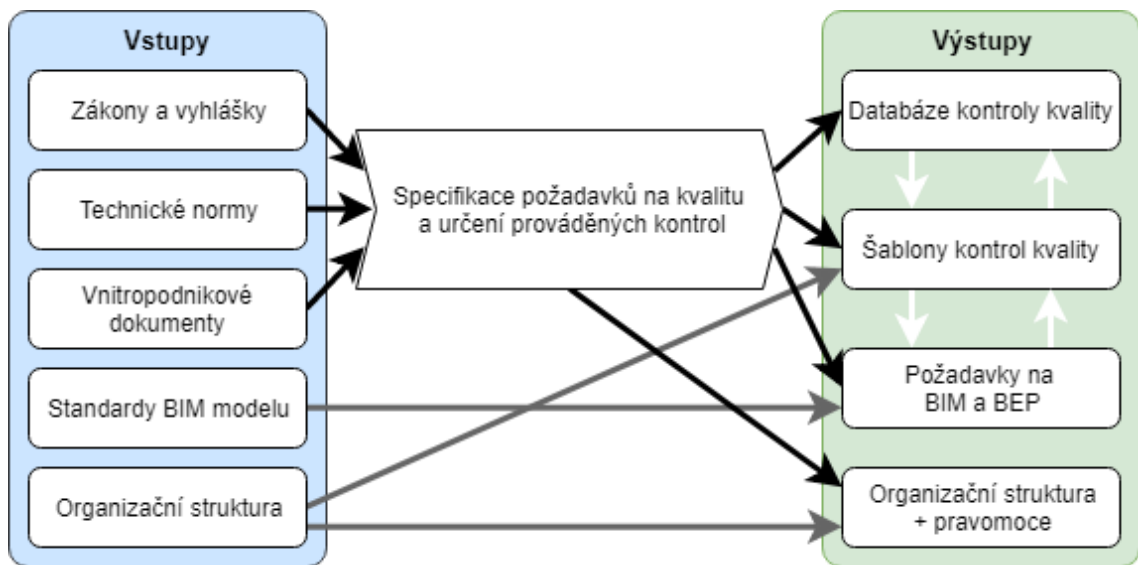 Vstupy
Zákony a vyhlášky
Technické normy
Vnitropodnikové
dokumenty
Standardy BIM modelu
Organizační struktura
Specifikace požadavků na kvalitu
a určení prováděných kontrol
Výstupy
Databáze kontroly kvality
Šablony kontrol kvality
Požadavky na
BIM a BEP
Organizační struktura
+ pravomoce